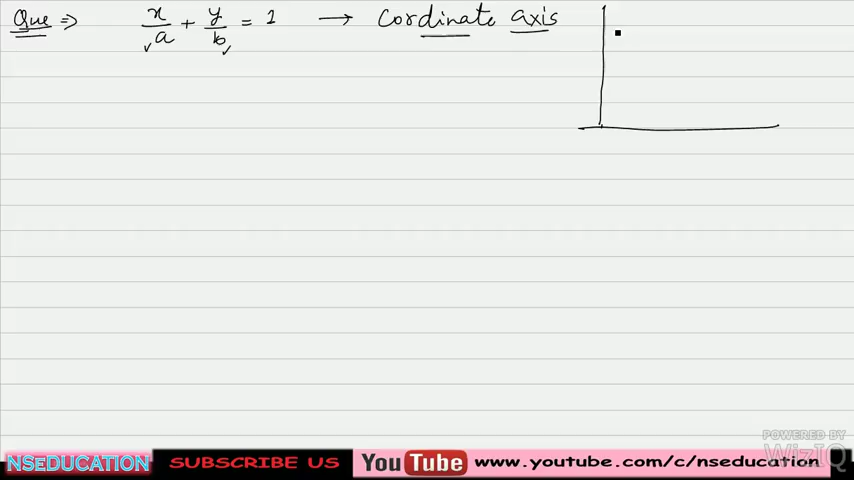 Que ⇒ x/a + y/b = 1 → Cordinate axis
POWERED BY
WizIQ
NSEDUCATION SUBSCRIBE US YouTube www.youtube.com/c/nseducation